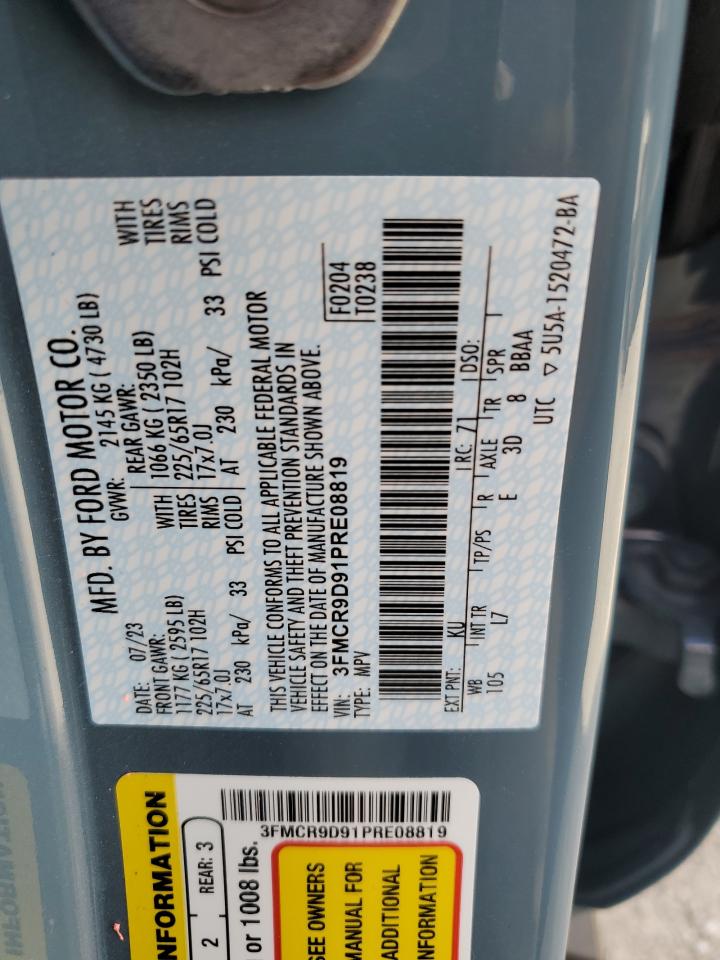 MFD. BY FORD MOTOR CO.
DATE: 07/23 GVWR: 2145 KG ( 4730 LB)
FRONT GAWR: REAR GAWR: WITH
1177 KG ( 2595 LB) WITH 1066 KG ( 2350 LB) TIRES
225/65R17 102H TIRES 225/65R17 102H RIMS
17x7.0J RIMS 17x7.0J
AT 230 kPa/ 33 PSI COLD AT 230 kPa/ 33 PSI COLD
THIS VEHICLE CONFORMS TO ALL APPLICABLE FEDERAL MOTOR
VEHICLE SAFETY AND THEFT PREVENTION STANDARDS IN
EFFECT ON THE DATE OF MANUFACTURE SHOWN ABOVE.
VIN: 3FMCR9D91PRE08819 F0204
TYPE: MPV T0238
EXT PNT: KU RC: 71 DSO:
WB INT TR TP/PS R AXLE TR SPR
105 L7 E 3D 8 BBAA
UTC ▽ 5U5A-1520472-BA
NFORMATION
2 REAR: 3
or 1008 lbs.
3FMCR9D91PRE08819
SEE OWNERS
MANUAL FOR
ADDITIONAL
INFORMATION